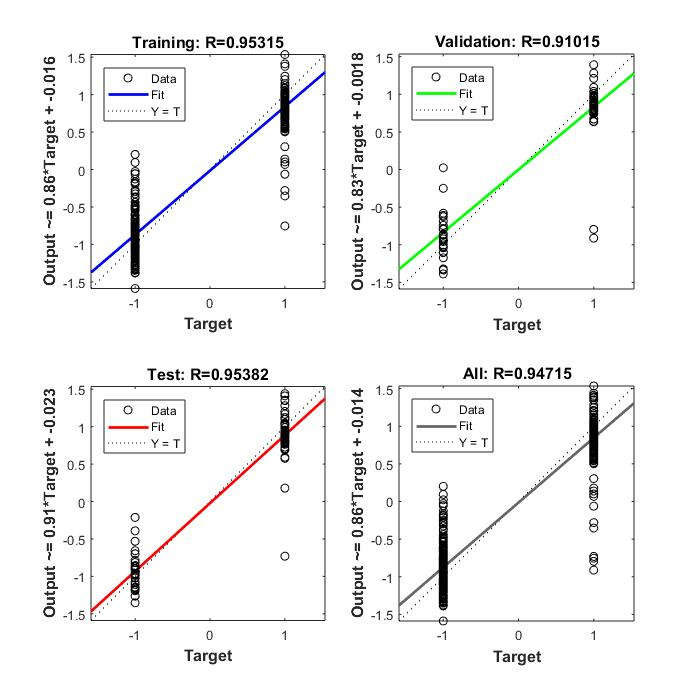 Training: R=0.95315
Output ~= 0.86*Target + -0.016
1.5
1
0.5
0
-0.5
-1
-1.5
Data
Fit
Y = T
-1 0 1
Target
Validation: R=0.91015
Output ~= 0.83*Target + -0.0018
1.5
1
0.5
0
-0.5
-1
-1.5
Data
Fit
Y = T
-1 0 1
Target
Test: R=0.95382
Output ~= 0.91*Target + -0.023
1.5
1
0.5
0
-0.5
-1
-1.5
Data
Fit
Y = T
-1 0 1
Target
All: R=0.94715
Output ~= 0.86*Target + -0.014
1.5
1
0.5
0
-0.5
-1
-1.5
Data
Fit
Y = T
-1 0 1
Target